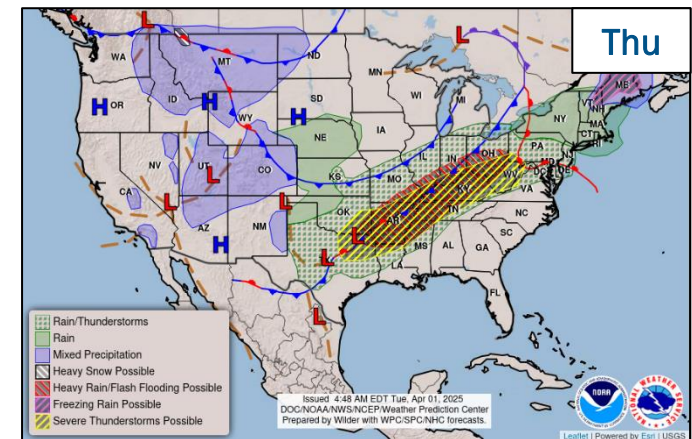 Thu
L
L
WA
MT
ND
MN
ME
OR
ID
SD
WI
MI
VT
NH
NY
MA
CT
RI
H
H
H
WY
NE
IA
PA
NJ
NV
UT
CO
IL
IN
OH
MD
DE
DC
WV
VA
KS
MO
KY
CA
L
L
L
AZ
NM
OK
AR
TN
NC
SC
H
L
L
MS
AL
GA
LA
FL
L
Rain/Thunderstorms
Rain
Mixed Precipitation
Heavy Snow Possible
Heavy Rain/Flash Flooding Possible
Freezing Rain Possible
Severe Thunderstorms Possible
Issued 4:48 AM EDT Tue, Apr 01, 2025
DOC/NOAA/NWS/NCEP/Weather Prediction Center
Prepared by Wilder with WPC/SPC/NHC forecasts.
NOAA
NATIONAL WEATHER SERVICE
Leaflet | Powered by Esri | USGS